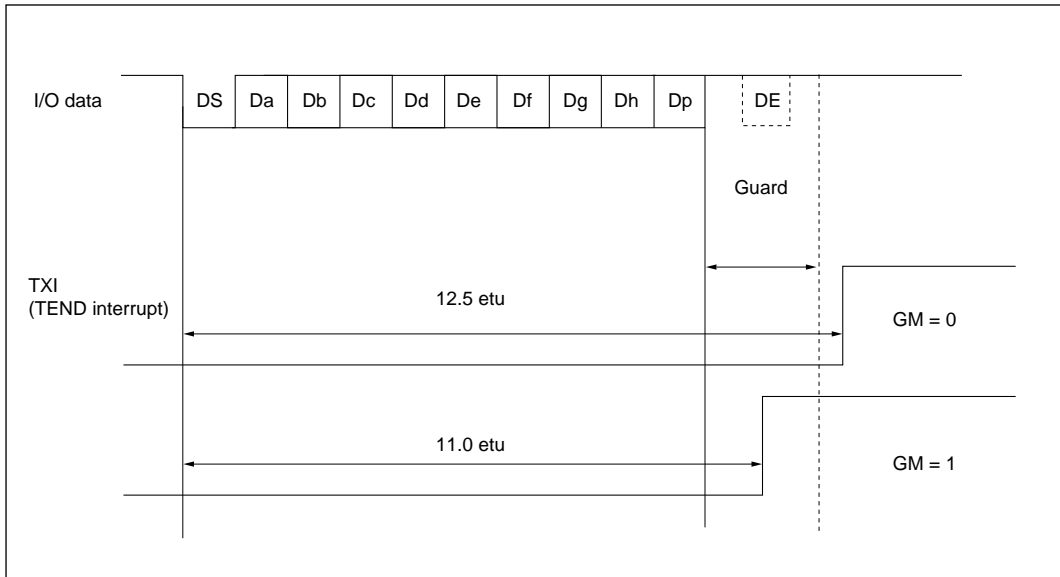 I/O data
DS Da Db Dc Dd De Df Dg Dh Dp DE
Guard
TXI
(TEND interrupt)
12.5 etu
GM = 0
11.0 etu
GM = 1